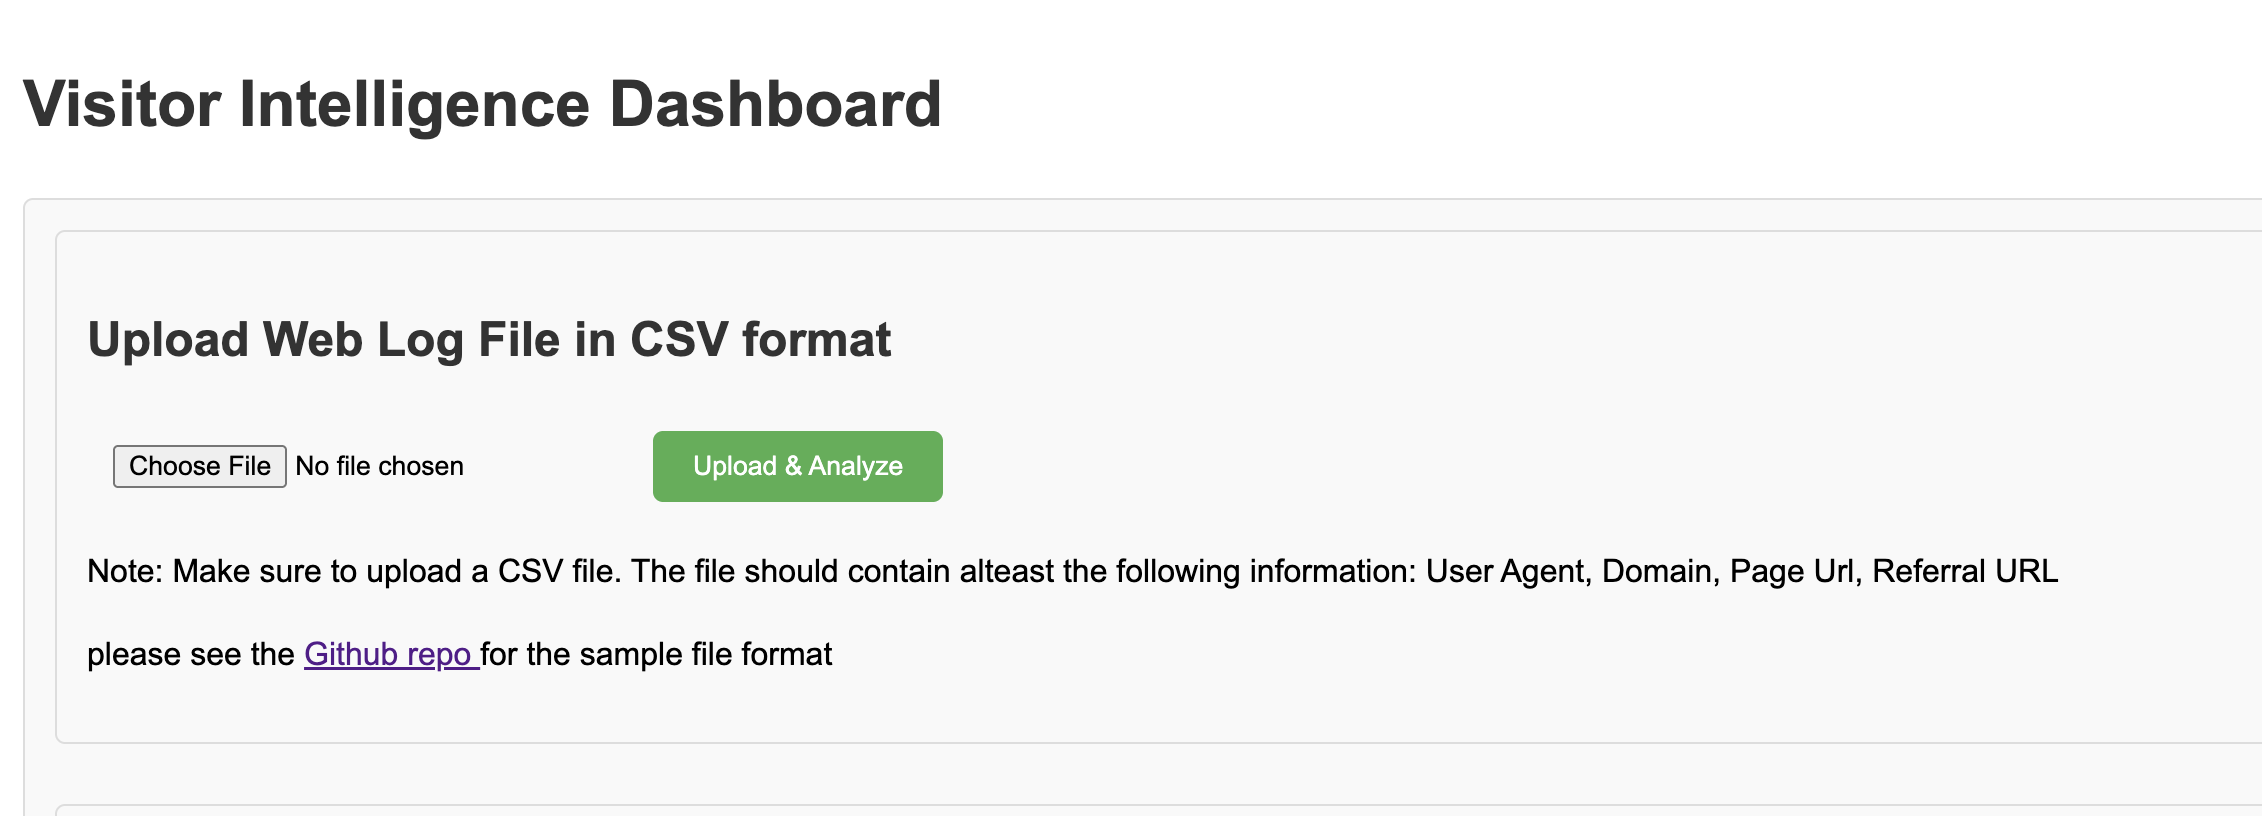 Visitor Intelligence Dashboard
Upload Web Log File in CSV format
Choose File No file chosen
Upload & Analyze
Note: Make sure to upload a CSV file. The file should contain alteast the following information: User Agent, Domain, Page Url, Referral URL
please see the Github repo for the sample file format